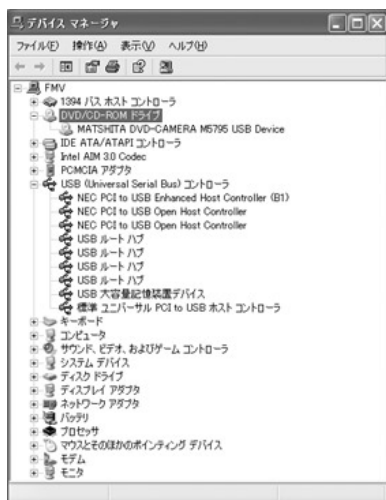 デバイス マネージャ
ファイル(F) 操作(A) 表示(V) ヘルプ(H)
FMV
1394 バス ホスト コントローラ
DVD/CD-ROM ドライブ
MATSHITA DVD-CAMERA M5795 USB Device
IDE ATA/ATAPI コントローラ
Intel AIM 3.0 Codec
PCMCIA アダプタ
USB (Universal Serial Bus) コントローラ
NEC PCI to USB Enhanced Host Controller (B1)
NEC PCI to USB Open Host Controller
NEC PCI to USB Open Host Controller
USB ルート ハブ
USB ルート ハブ
USB ルート ハブ
USB ルート ハブ
USB 大容量記憶装置デバイス
標準 ユニバーサル PCI to USB ホスト コントローラ
キーボード
コンピュータ
サウンド、ビデオ、およびゲーム コントローラ
システム デバイス
ディスク ドライブ
ディスプレイ アダプタ
ネットワーク アダプタ
バッテリ
プロセッサ
マウスとそのほかのポインティング デバイス
モデム
モニタ